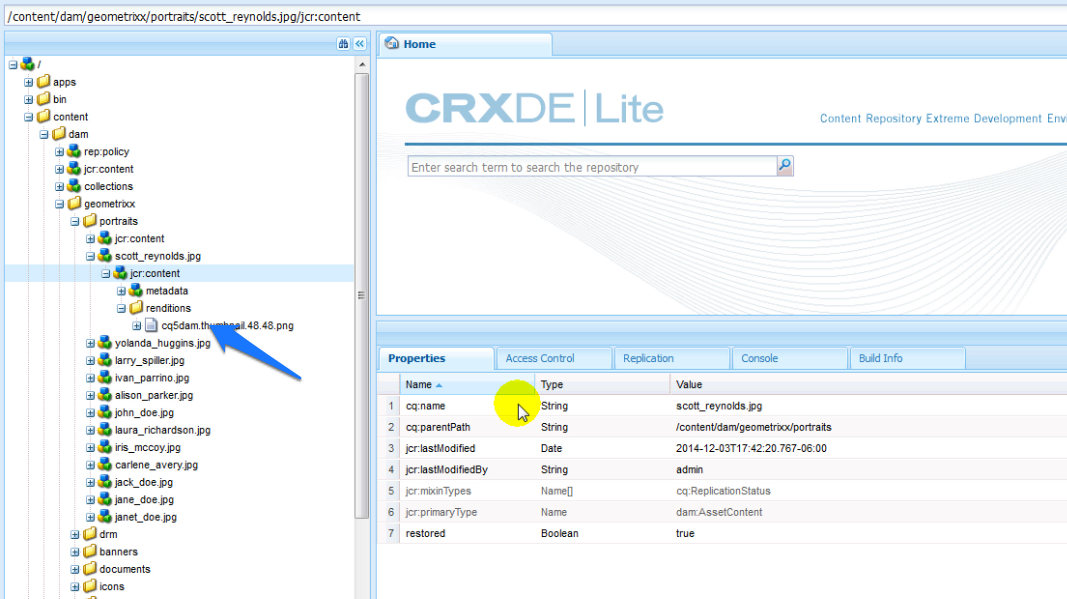 /content/dam/geometrixx/portraits/scott_reynolds.jpg/jcr:content
/
apps
bin
content
dam
rep:policy
jcr:content
collections
geometrixx
portraits
jcr:content
scott_reynolds.jpg
jcr:content
metadata
renditions
cq5dam.thumbnail.48.48.png
yolanda_huggins.jpg
larry_spiller.jpg
ivan_parrino.jpg
alison_parker.jpg
john_doe.jpg
laura_richardson.jpg
iris_mccoy.jpg
carlene_avery.jpg
jack_doe.jpg
jane_doe.jpg
janet_doe.jpg
drm
banners
documents
icons
Home
CRXDE | Lite
Content Repository Extreme Development Envi
Enter search term to search the repository
Properties Access Control Replication Console Build Info
Name Type Value
1 cq:name String scott_reynolds.jpg
2 cq:parentPath String /content/dam/geometrixx/portraits
3 jcr:lastModified Date 2014-12-03T17:42:20.767-06:00
4 jcr:lastModifiedBy String admin
5 jcr:mixinTypes Name[] cq:ReplicationStatus
6 jcr:primaryType Name dam:AssetContent
7 restored Boolean true